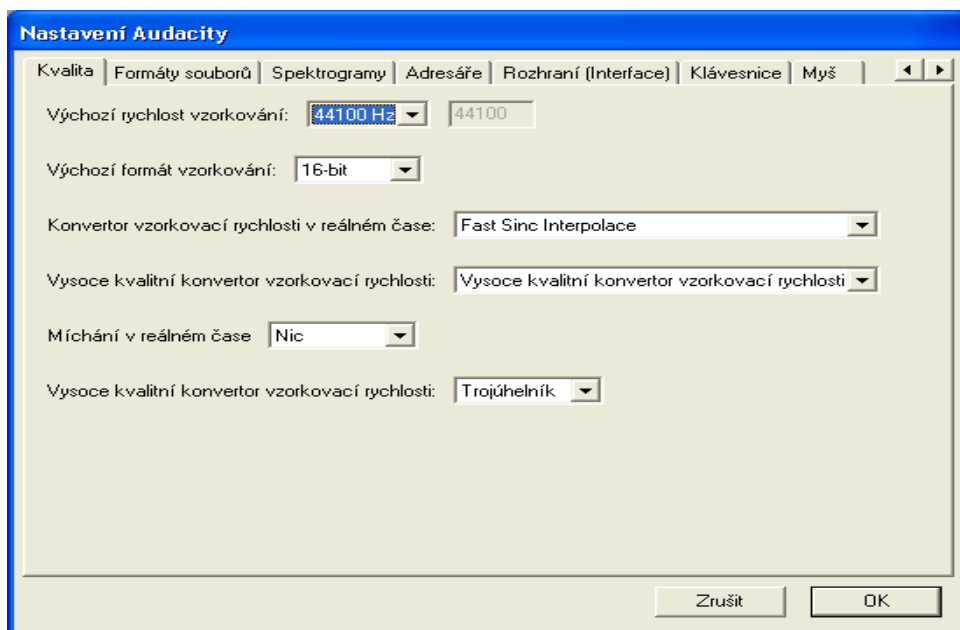 Nastavení Audacity
Kvalita Formáty souborů Spektrogramy Adresáře Rozhraní (Interface) Klávesnice Myš
Výchozí rychlost vzorkování: 44100 Hz 44100
Výchozí formát vzorkování: 16-bit
Konvertor vzorkovací rychlosti v reálném čase: Fast Sinc Interpolace
Vysoce kvalitní konvertor vzorkovací rychlosti: Vysoce kvalitní konvertor vzorkovací rychlosti
Míchání v reálném čase Nic
Vysoce kvalitní konvertor vzorkovací rychlosti: Trojúhelník
Zrušit OK